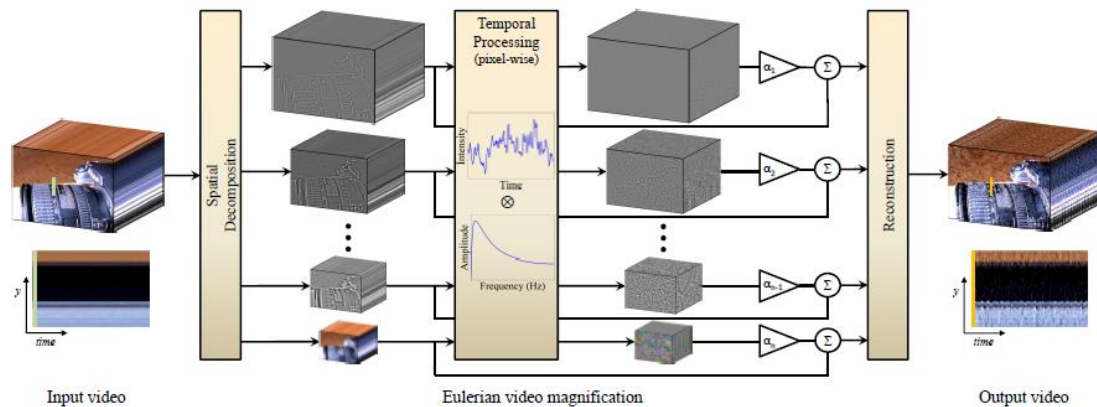 Spatial
Decomposition
Temporal
Processing
(pixel-wise)
Intensity
Time
⊗
Amplitude
Frequency (Hz)
α1
Σ
α2
Σ
αn-1
Σ
αn
Σ
Reconstruction
y
time
y
time
Input video
Eulerian video magnification
Output video